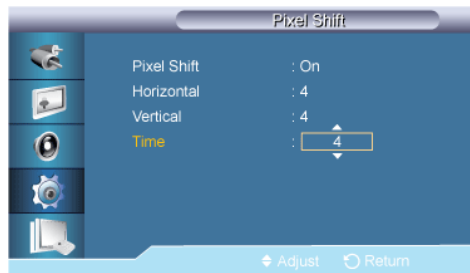 Pixel Shift
Pixel Shift : On
Horizontal : 4
Vertical : 4
Time : 4
Adjust Return